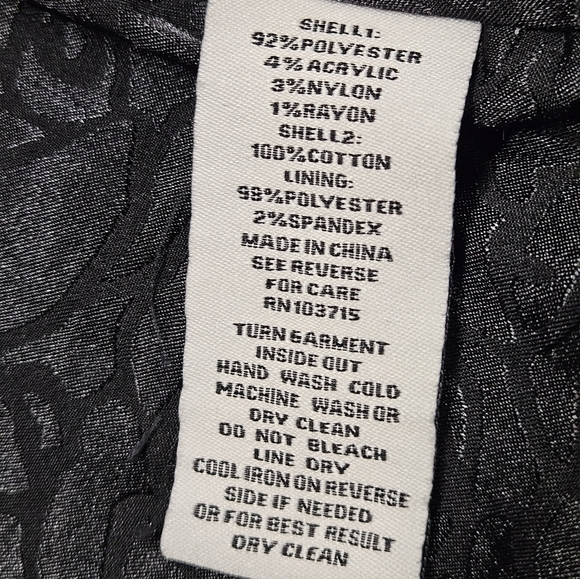 SHELL1:
92%POLYESTER
4%ACRYLIC
3%NYLON
1%RAYON
SHELL2:
100%COTTON
LINING:
98%POLYESTER
2%SPANDEX
MADE IN CHINA
SEE REVERSE
FOR CARE
RN103715
TURN GARMENT
INSIDE OUT
HAND WASH COLD
MACHINE WASH OR
DRY CLEAN
DO NOT BLEACH
LINE DRY
COOL IRON ON REVERSE
SIDE IF NEEDED
OR FOR BEST RESULT
DRY CLEAN